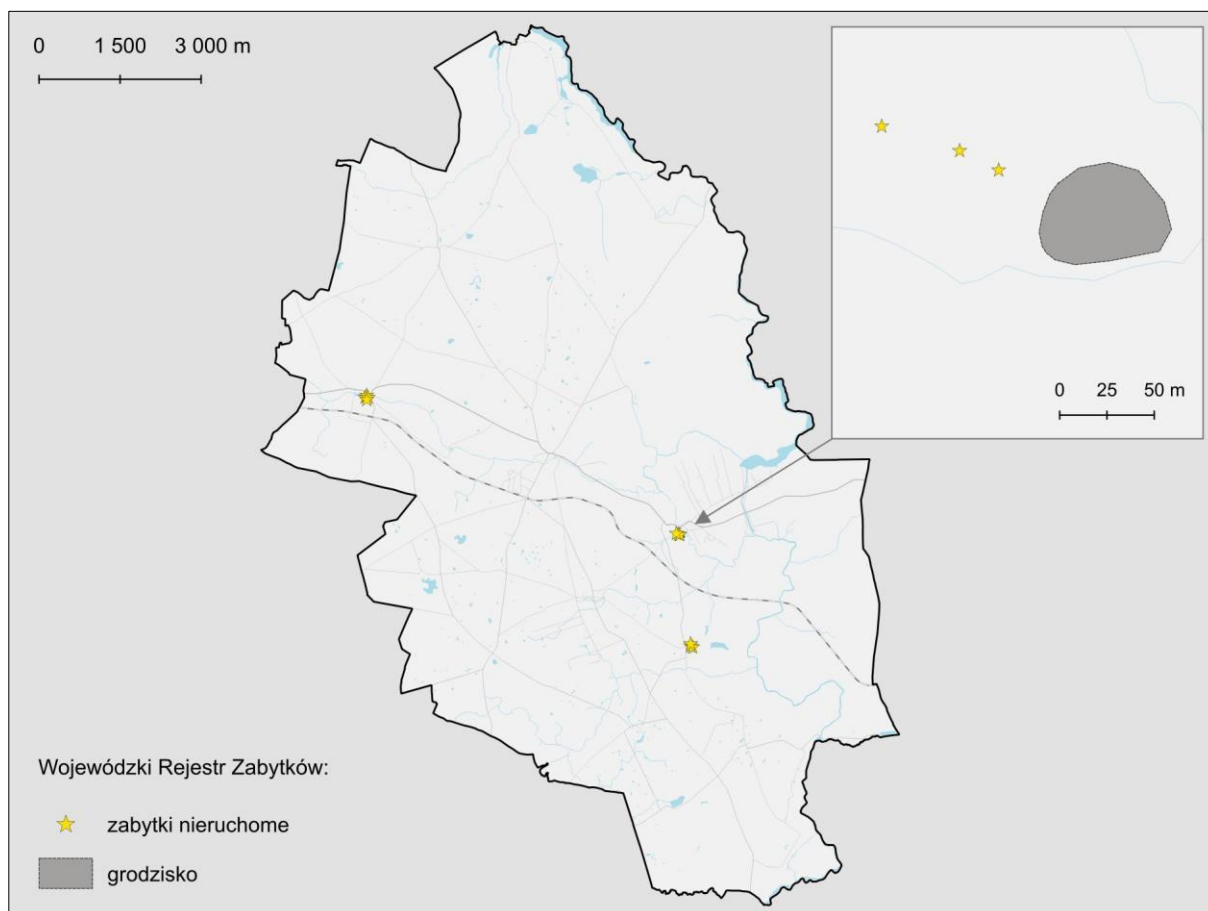 0 1 500 3 000 m
0 25 50 m
Wojewódzki Rejestr Zabytków:
zabytki nieruchome
grodzisko